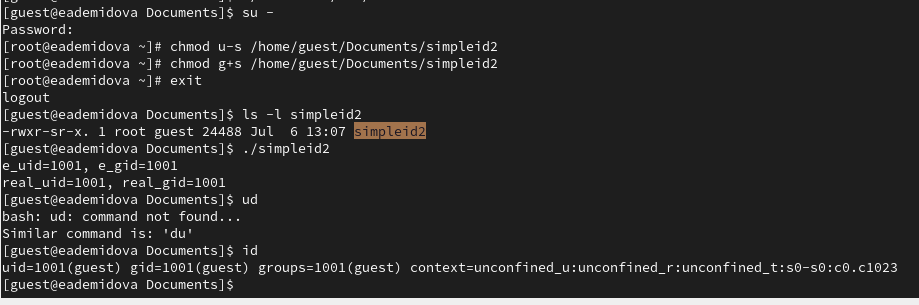 [guest@eademidova Documents]$ su -
Password:
[root@eademidova ~]# chmod u-s /home/guest/Documents/simpleid2
[root@eademidova ~]# chmod g+s /home/guest/Documents/simpleid2
[root@eademidova ~]# exit
logout
[guest@eademidova Documents]$ ls -l simpleid2
-rwxr-sr-x. 1 root guest 24488 Jul  6 13:07 simpleid2
[guest@eademidova Documents]$ ./simpleid2
e_uid=1001, e_gid=1001
real_uid=1001, real_gid=1001
[guest@eademidova Documents]$ ud
bash: ud: command not found...
Similar command is: 'du'
[guest@eademidova Documents]$ id
uid=1001(guest) gid=1001(guest) groups=1001(guest) context=unconfined_u:unconfined_r:unconfined_t:s0-s0:c0.c1023
[guest@eademidova Documents]$